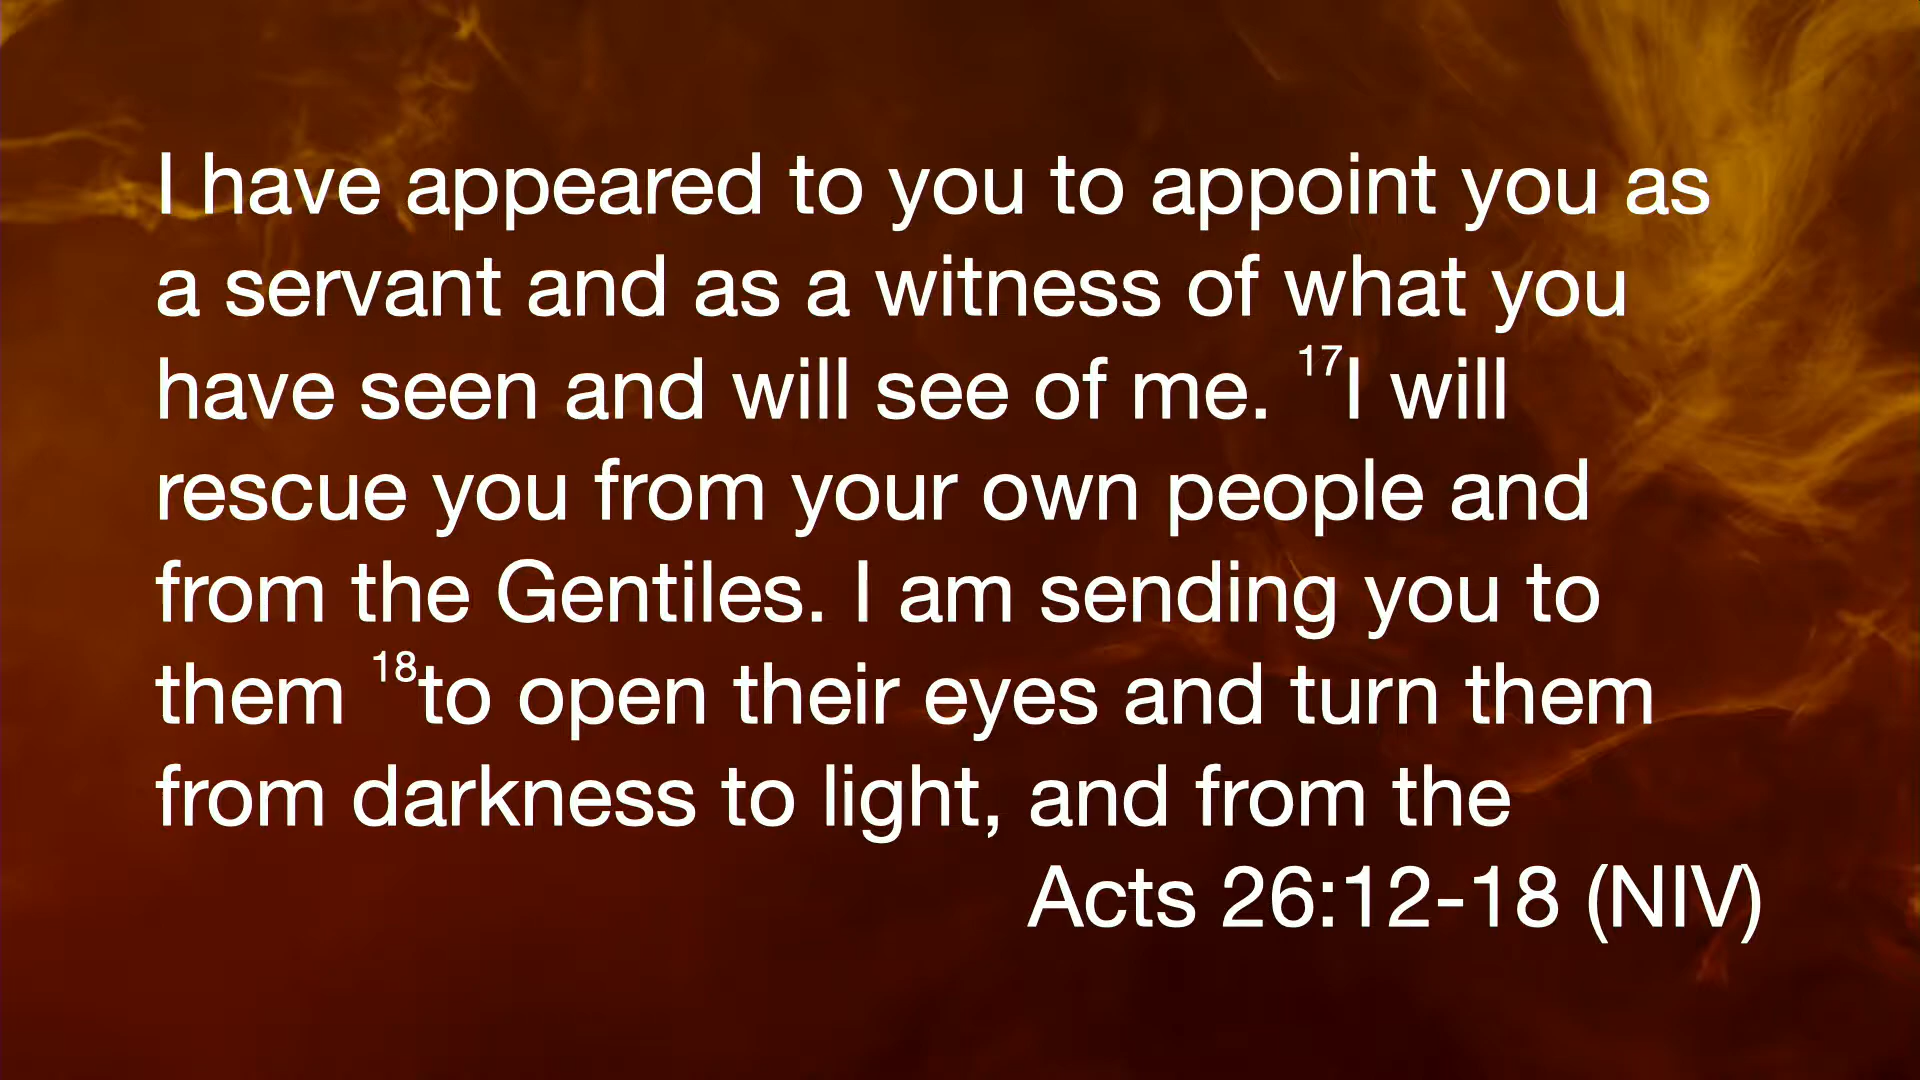 I have appeared to you to appoint you as
a servant and as a witness of what you
have seen and will see of me. 17I will
rescue you from your own people and
from the Gentiles. I am sending you to
them 18to open their eyes and turn them
from darkness to light, and from the
Acts 26:12-18 (NIV)